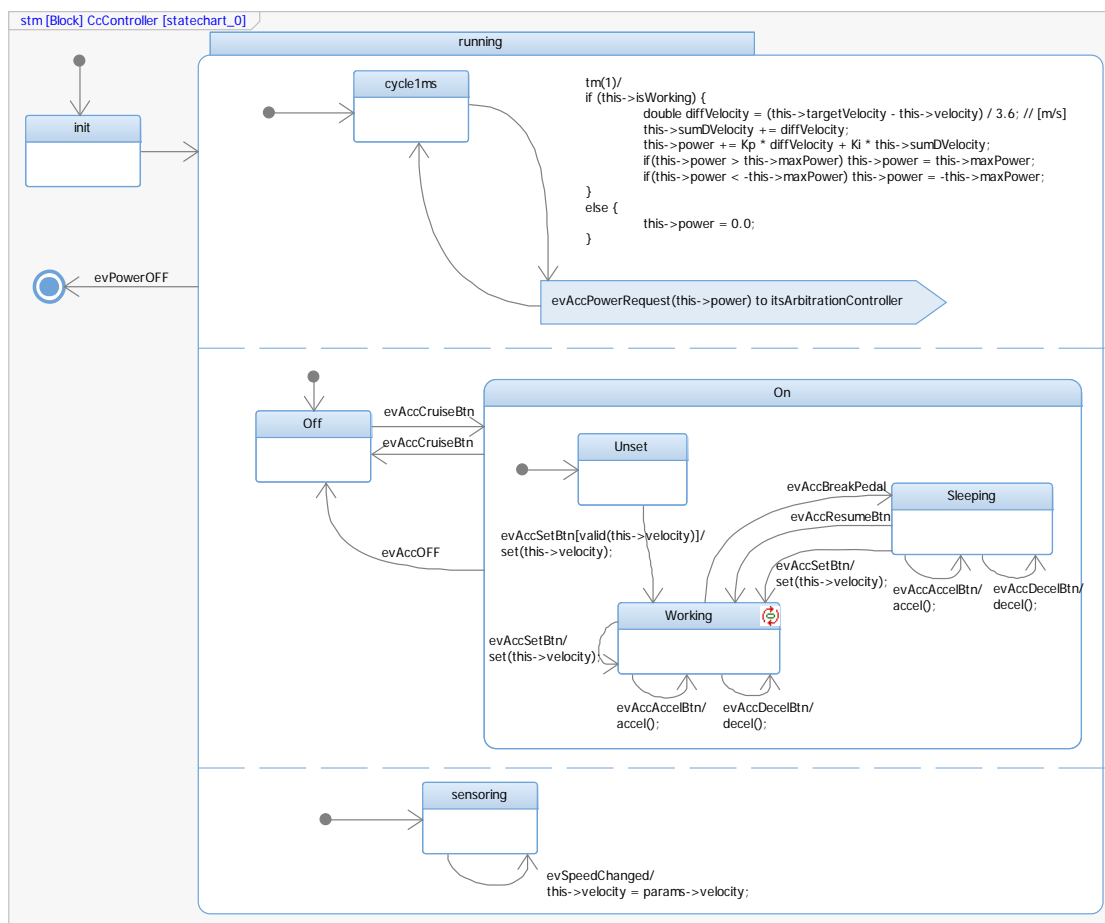 stm [Block] CcController [statechart_0]
running
cycle1ms
init
tm(1)/
if (this->isWorking) {
double diffVelocity = (this->targetVelocity - this->velocity) / 3.6; // [m/s]
this->sumDVelocity += diffVelocity;
this->power += Kp * diffVelocity + Ki * this->sumDVelocity;
if(this->power > this->maxPower) this->power = this->maxPower;
if(this->power < -this->maxPower) this->power = -this->maxPower;
}
else {
this->power = 0.0;
}
evPowerOFF
evAccPowerRequest(this->power) to itsArbitrationController
On
Off
evAccCruiseBtn
evAccCruiseBtn
Unset
evAccBreakPedal
Sleeping
evAccResumeBtn
evAccSetBtn[valid(this->velocity)]/
set(this->velocity);
evAccOFF
evAccSetBtn/
set(this->velocity);
evAccAccelBtn/
accel();
evAccDecelBtn/
decel();
Working
evAccSetBtn/
set(this->velocity);
evAccAccelBtn/
accel();
evAccDecelBtn/
decel();
sensoring
evSpeedChanged/
this->velocity = params->velocity;